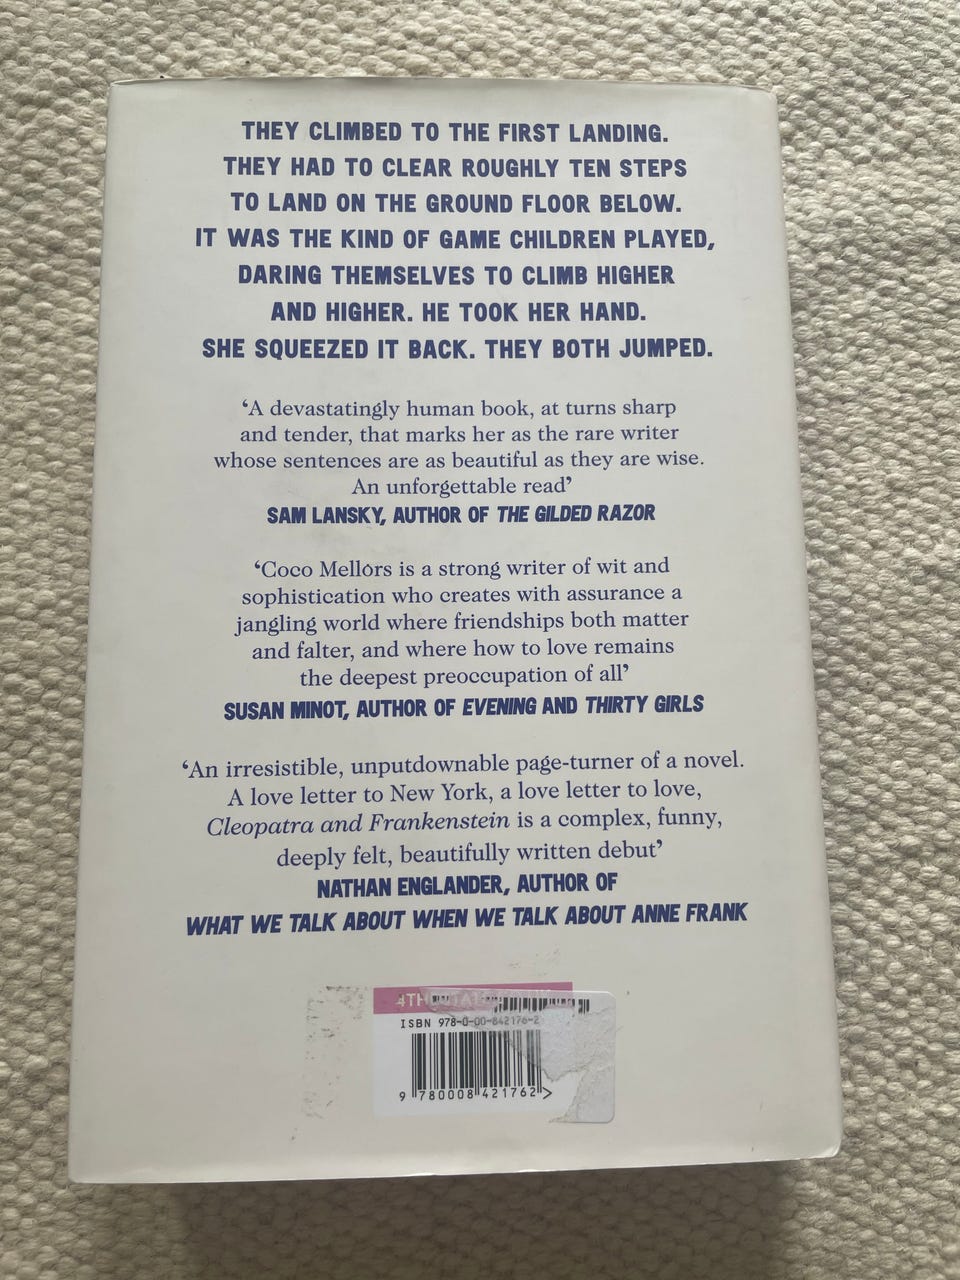 THEY CLIMBED TO THE FIRST LANDING.
THEY HAD TO CLEAR ROUGHLY TEN STEPS
TO LAND ON THE GROUND FLOOR BELOW.
IT WAS THE KIND OF GAME CHILDREN PLAYED,
DARING THEMSELVES TO CLIMB HIGHER
AND HIGHER. HE TOOK HER HAND.
SHE SQUEEZED IT BACK. THEY BOTH JUMPED.
‘A devastatingly human book, at turns sharp
and tender, that marks her as the rare writer
whose sentences are as beautiful as they are wise.
An unforgettable read’
SAM LANSKY, AUTHOR OF THE GILDED RAZOR
‘Coco Mellors is a strong writer of wit and
sophistication who creates with assurance a
jangling world where friendships both matter
and falter, and where how to love remains
the deepest preoccupation of all’
SUSAN MINOT, AUTHOR OF EVENING AND THIRTY GIRLS
‘An irresistible, unputdownable page-turner of a novel.
A love letter to New York, a love letter to love,
Cleopatra and Frankenstein is a complex, funny,
deeply felt, beautifully written debut’
NATHAN ENGLANDER, AUTHOR OF
WHAT WE TALK ABOUT WHEN WE TALK ABOUT ANNE FRANK
ISBN 978-0-00-842176-2
9 780008 421762 >